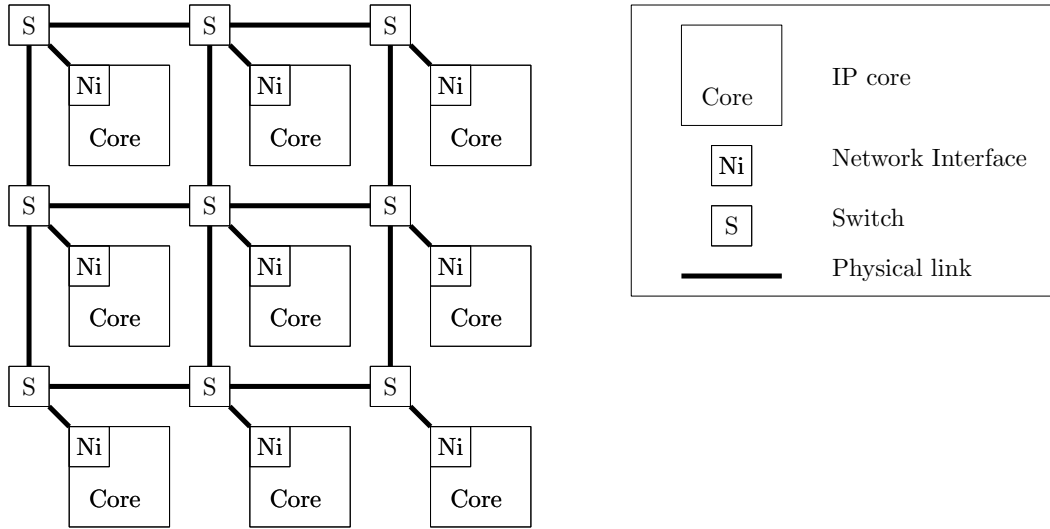 S S S
Ni Ni Ni
Core Core Core
S S S
Ni Ni Ni
Core Core Core
S S S
Ni Ni Ni
Core Core Core
Core IP core
Ni Network Interface
S Switch
Physical link